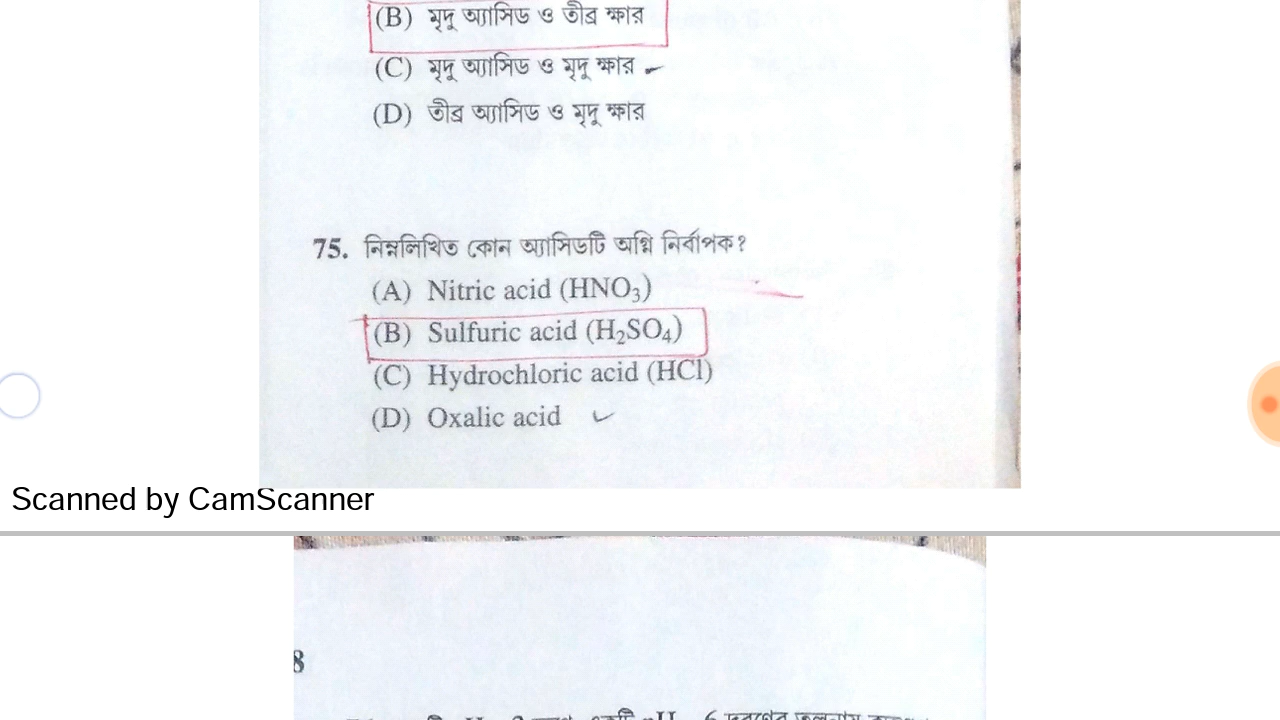 (B) মৃদু অ্যাসিড ও তীব্র ক্ষার
(C) মৃদু অ্যাসিড ও মৃদু ক্ষার
(D) তীব্র অ্যাসিড ও মৃদু ক্ষার
75. নিম্নলিখিত কোন অ্যাসিডটি অগ্নি নির্বাপক?
(A) Nitric acid (HNO₃)
(B) Sulfuric acid (H₂SO₄)
(C) Hydrochloric acid (HCl)
(D) Oxalic acid
Scanned by CamScanner
8